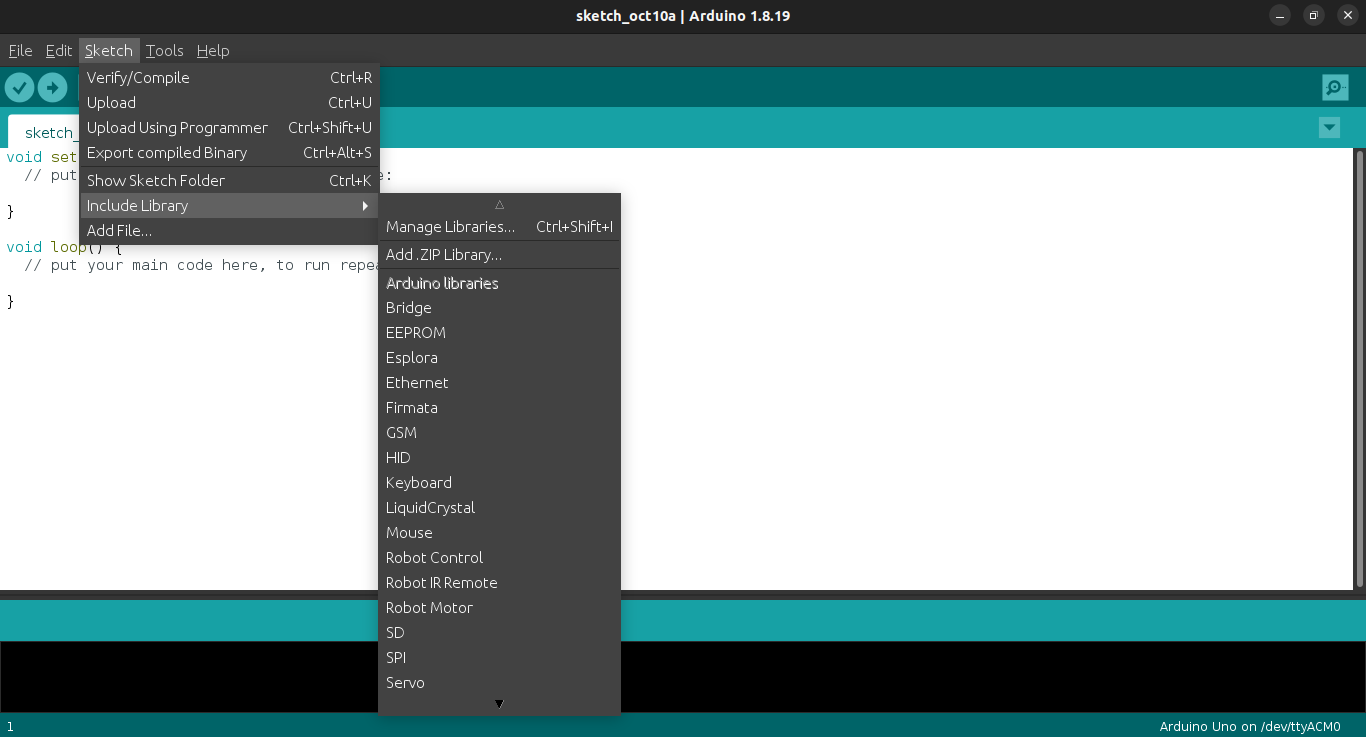 sketch_oct10a | Arduino 1.8.19
File Edit Sketch Tools Help
Verify/Compile Ctrl+R
Upload Ctrl+U
Upload Using Programmer Ctrl+Shift+U
Export compiled Binary Ctrl+Alt+S
Show Sketch Folder Ctrl+K
Include Library
Add File...
sketch_
void set
// put e:
}
void loop() {
// put your main code here, to run repea
}
Manage Libraries... Ctrl+Shift+I
Add .ZIP Library...
Arduino libraries
Bridge
EEPROM
Esplora
Ethernet
Firmata
GSM
HID
Keyboard
LiquidCrystal
Mouse
Robot Control
Robot IR Remote
Robot Motor
SD
SPI
Servo
1 Arduino Uno on /dev/ttyACM0